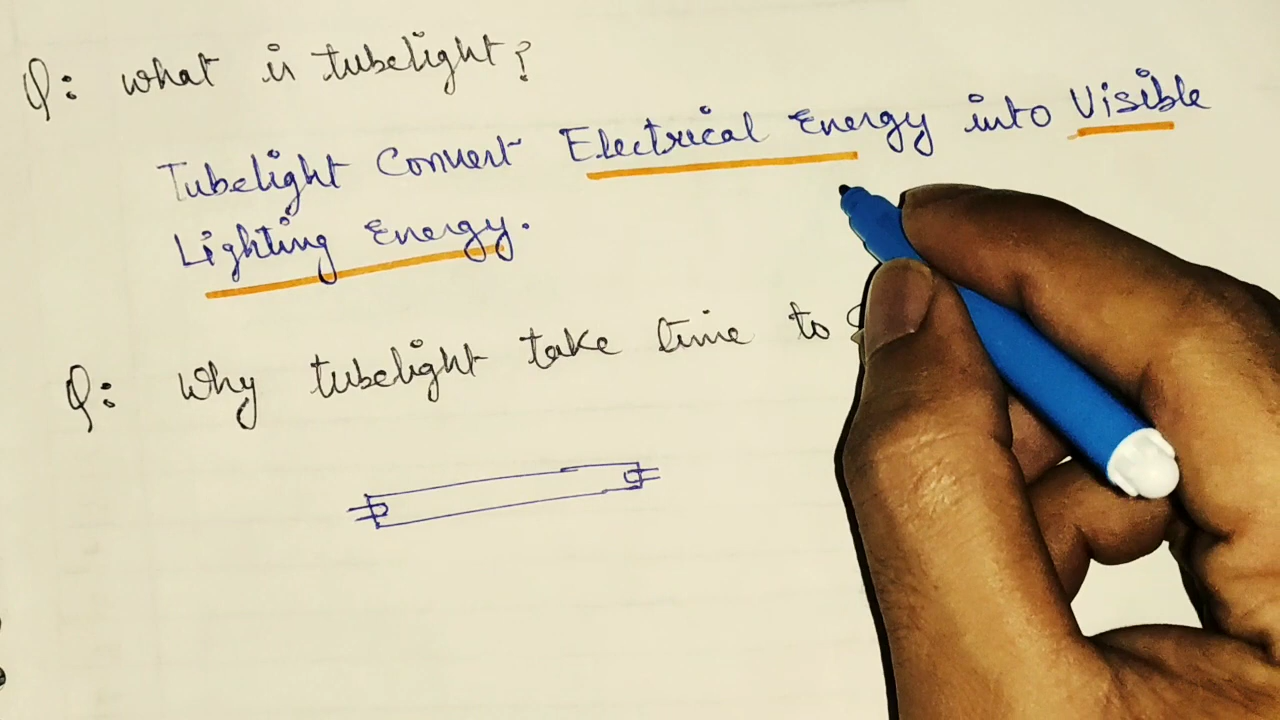 Q: what is tubelight?
Tubelight Convert Electrical Energy into Visible
Lighting Energy.
Q: Why tubelight take time to